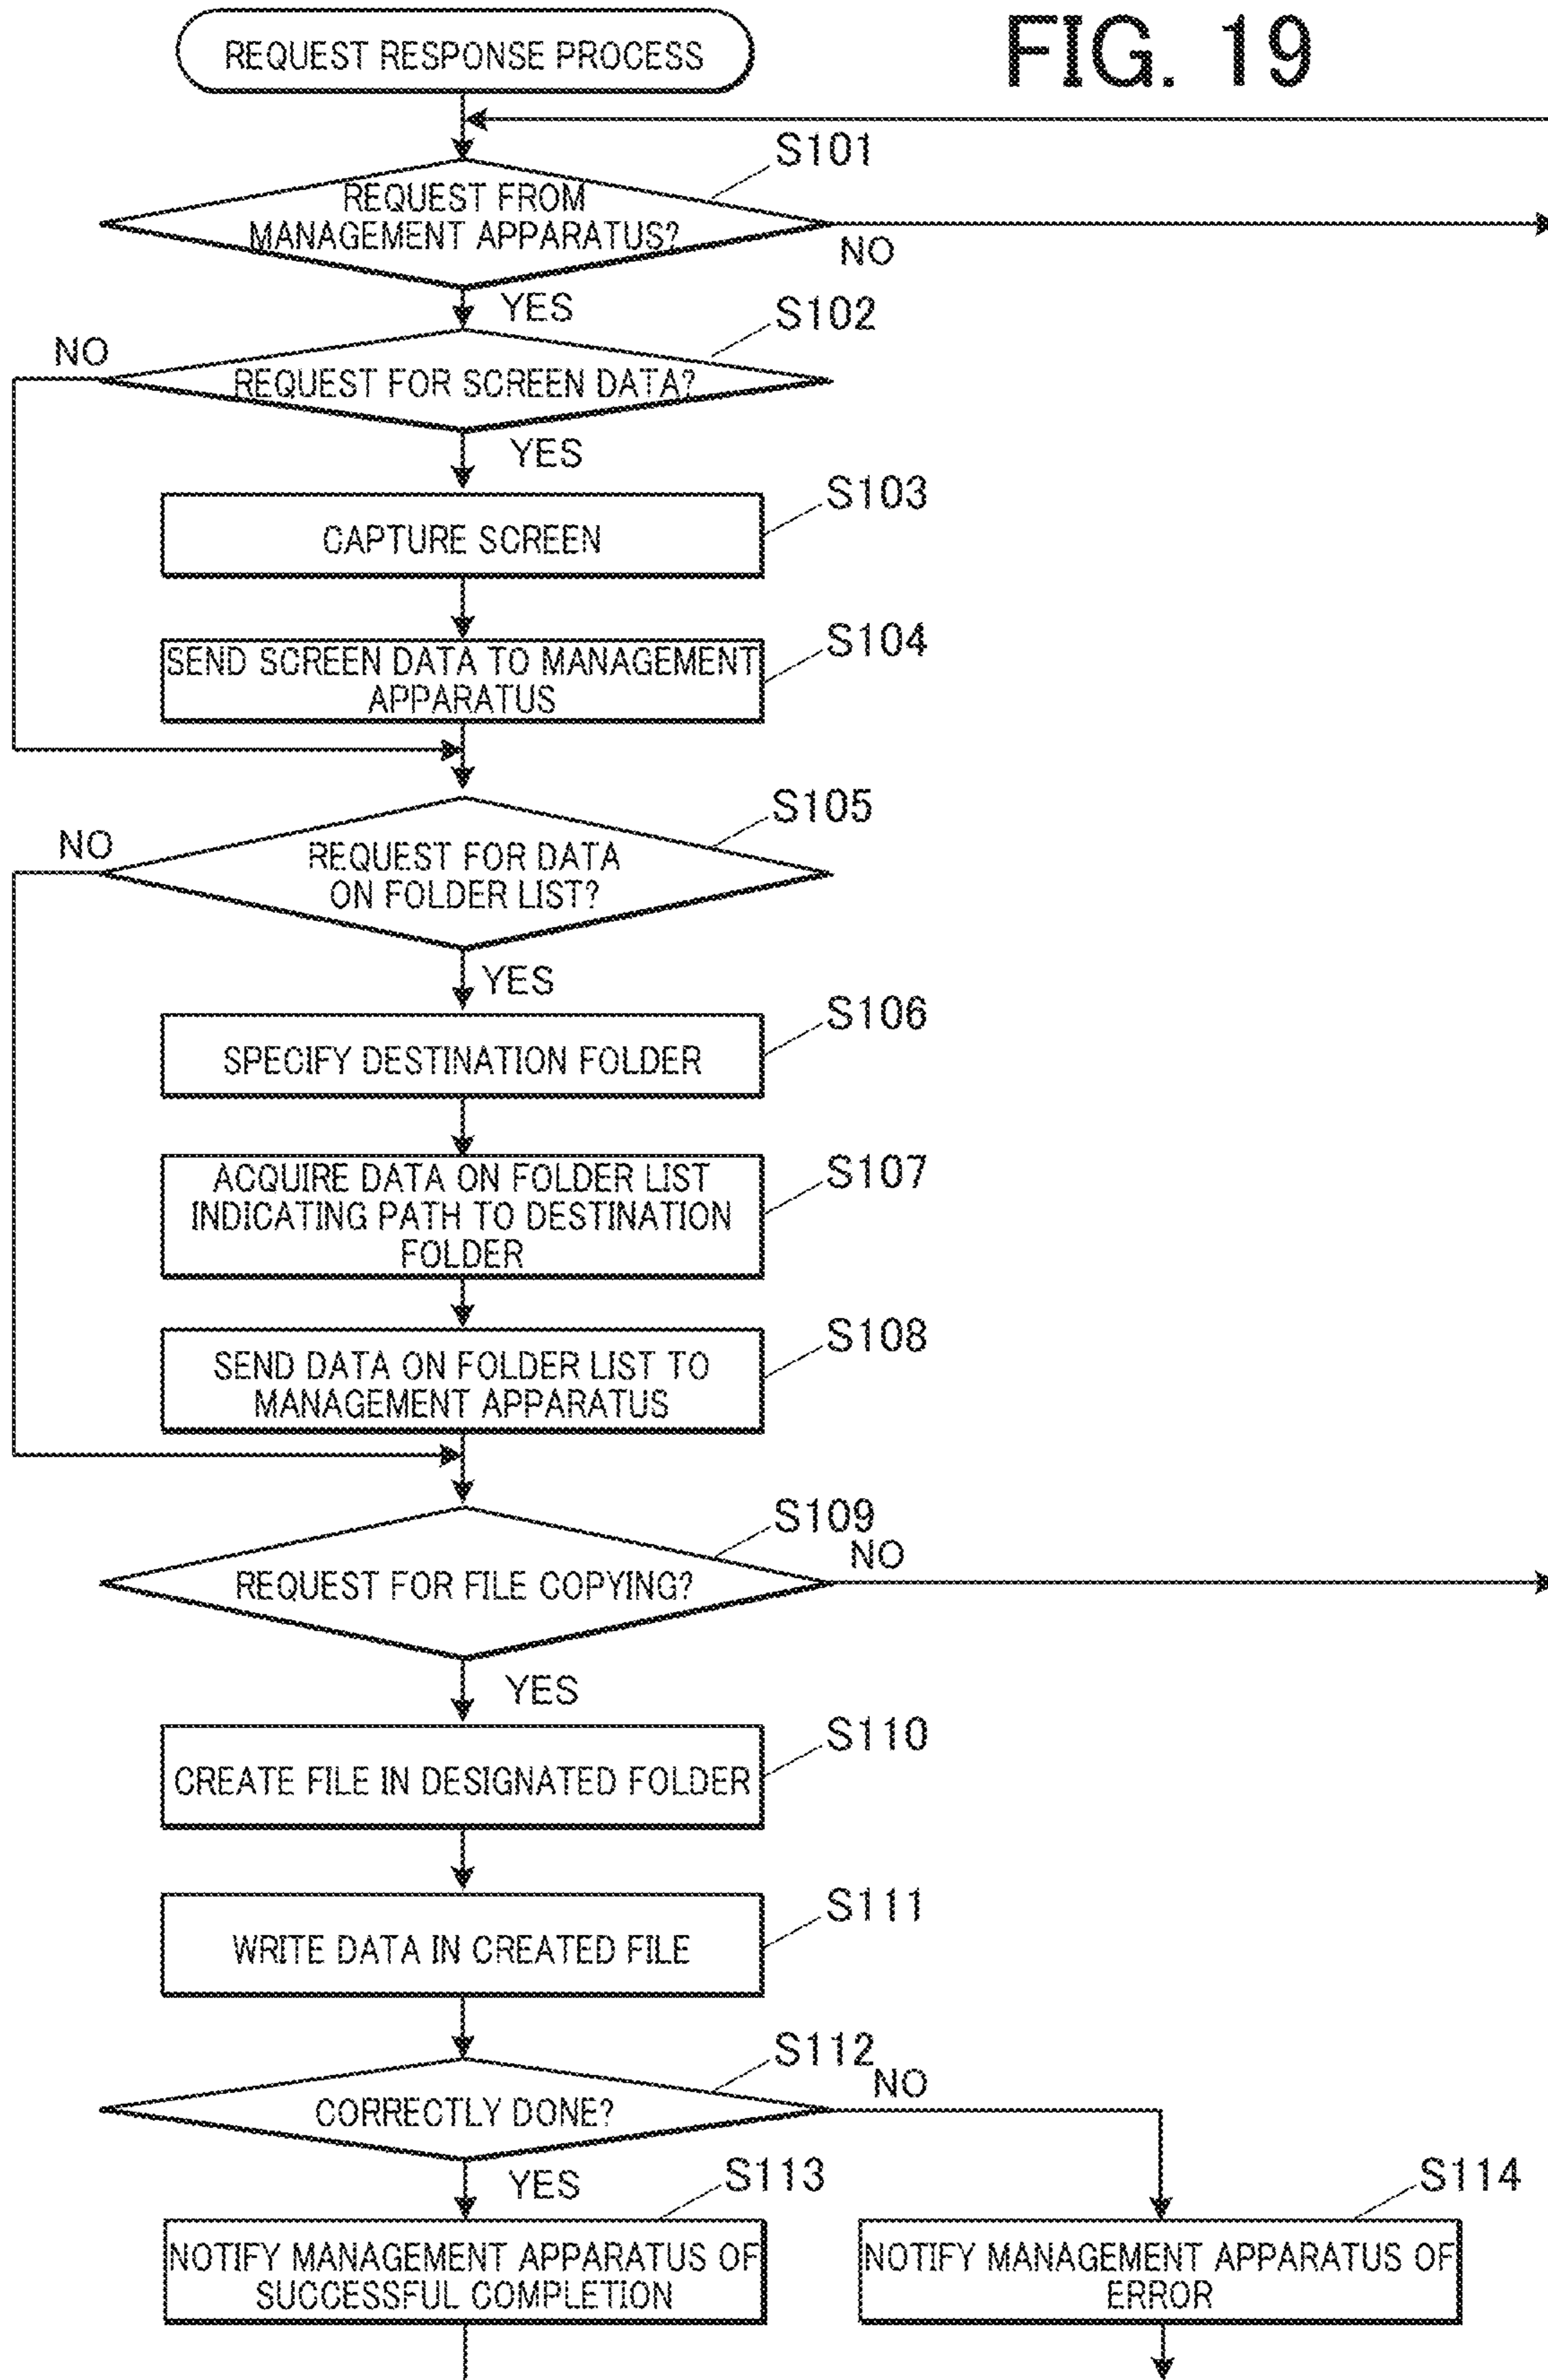 FIG. 19
REQUEST RESPONSE PROCESS
S101
REQUEST FROM
MANAGEMENT APPARATUS?
NO
YES
S102
NO
REQUEST FOR SCREEN DATA?
YES
S103
CAPTURE SCREEN
S104
SEND SCREEN DATA TO MANAGEMENT
APPARATUS
S105
NO
REQUEST FOR DATA
ON FOLDER LIST?
YES
S106
SPECIFY DESTINATION FOLDER
S107
ACQUIRE DATA ON FOLDER LIST
INDICATING PATH TO DESTINATION
FOLDER
S108
SEND DATA ON FOLDER LIST TO
MANAGEMENT APPARATUS
S109
NO
REQUEST FOR FILE COPYING?
YES
S110
CREATE FILE IN DESIGNATED FOLDER
S111
WRITE DATA IN CREATED FILE
S112
NO
CORRECTLY DONE?
YES
S113
S114
NOTIFY MANAGEMENT APPARATUS OF
SUCCESSFUL COMPLETION
NOTIFY MANAGEMENT APPARATUS OF
ERROR